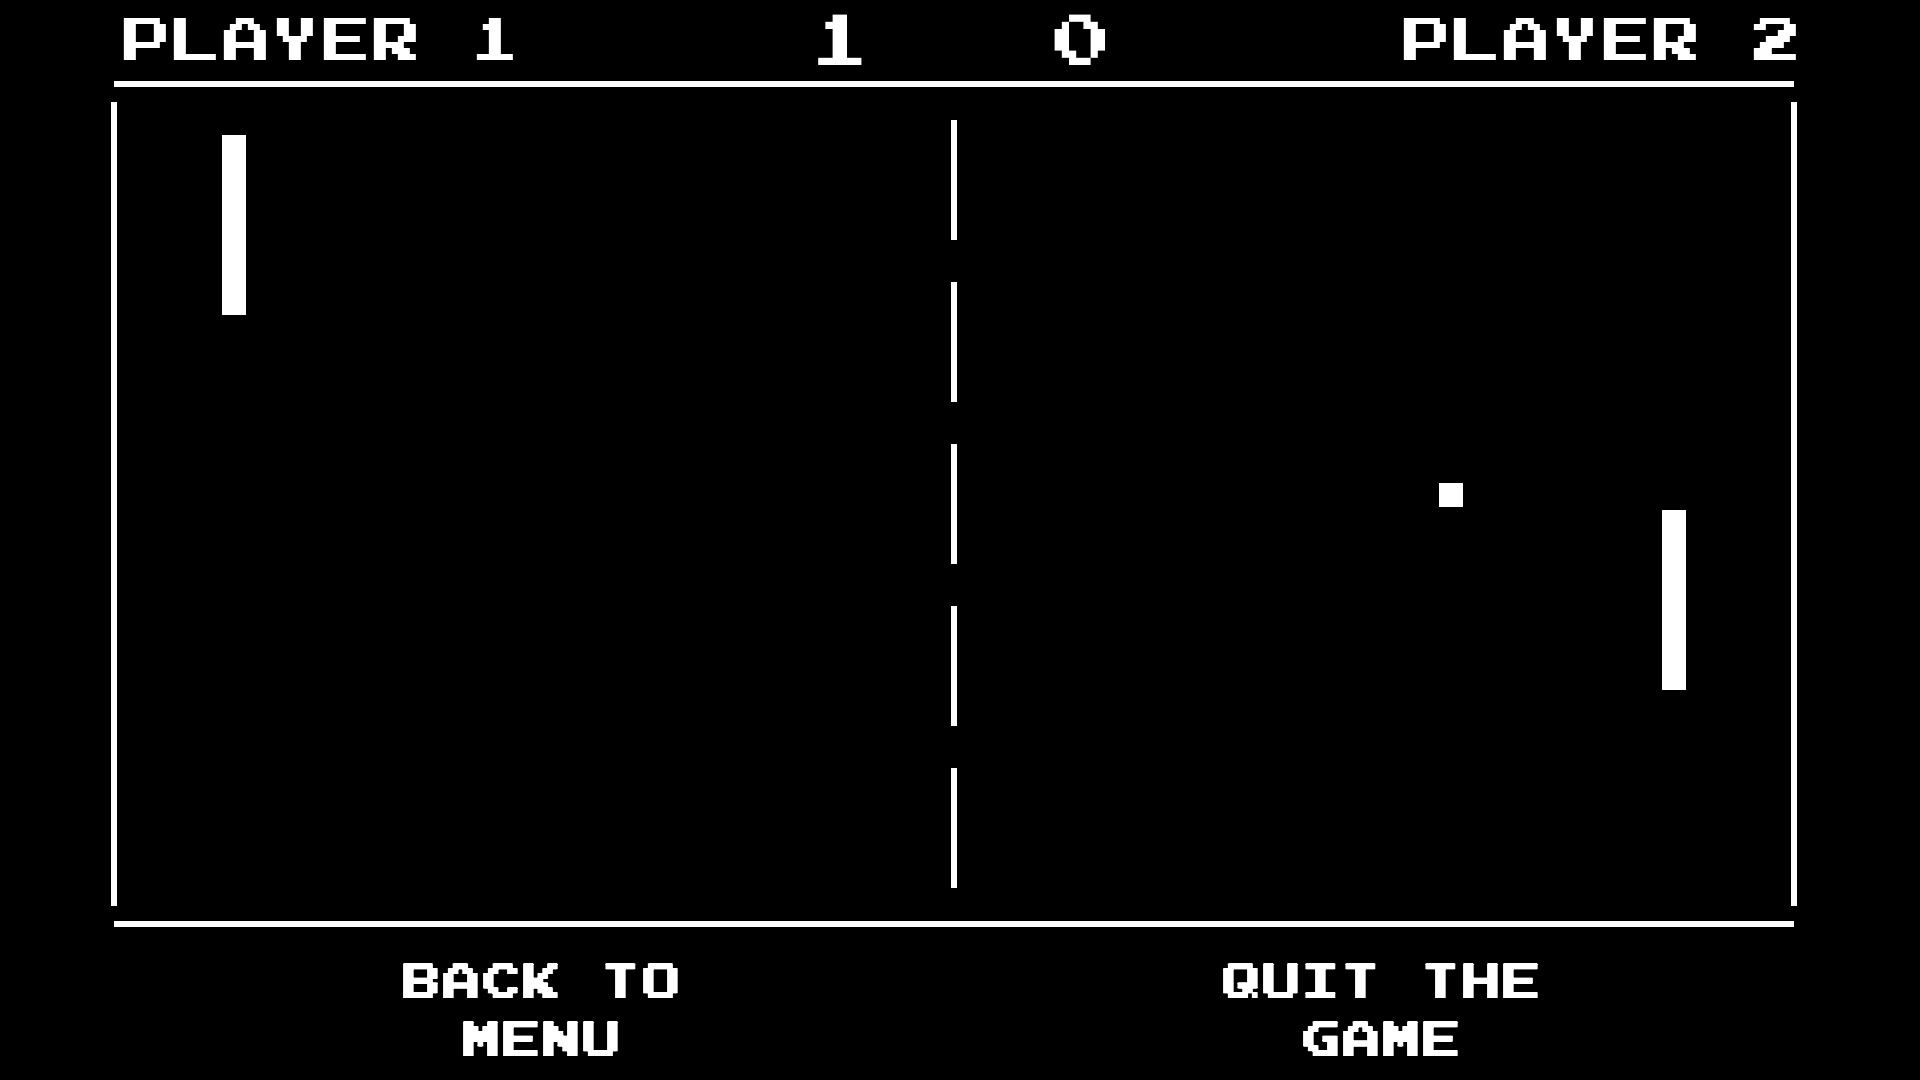 PLAYER 1 1 0 PLAYER 2
BACK TO
MENU
QUIT THE
GAME